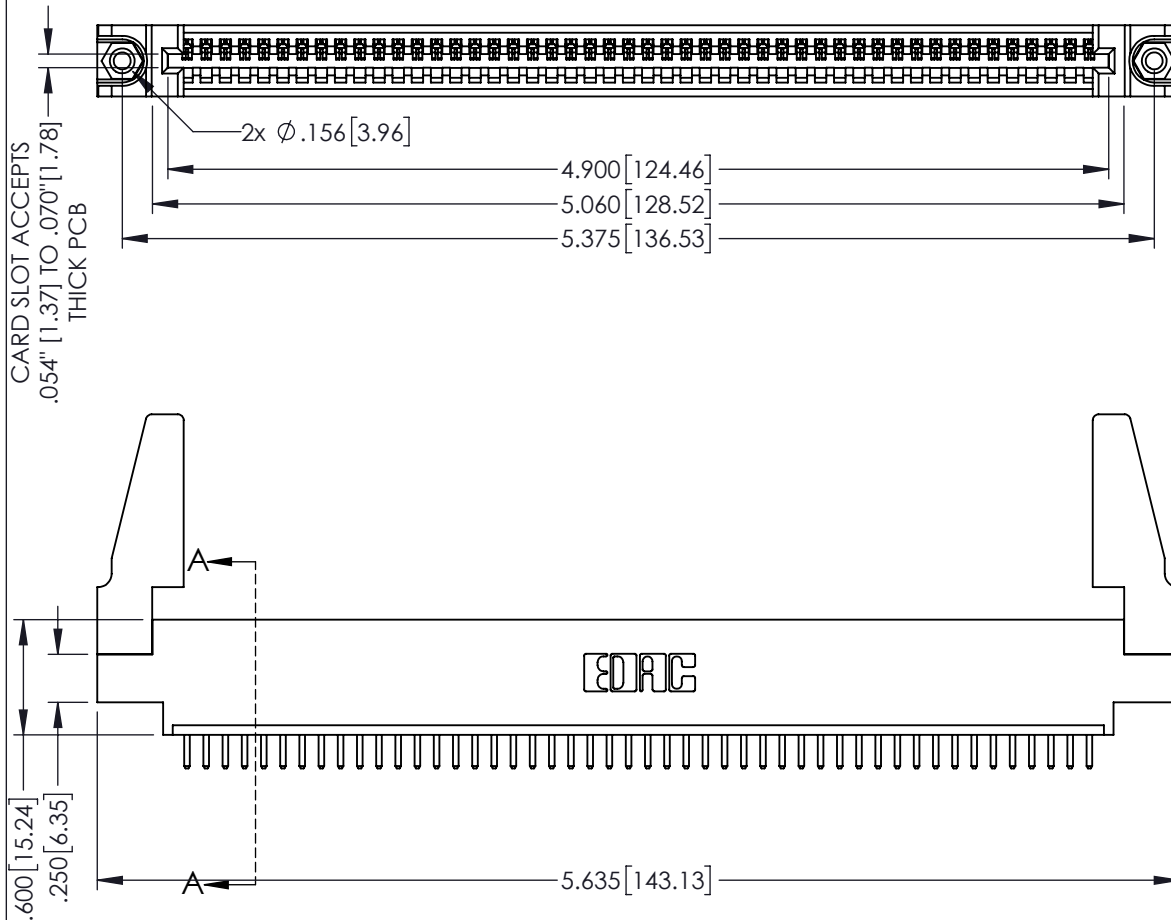 2x Ø.156[3.96]
4.900[124.46]
5.060[128.52]
5.375[136.53]
CARD SLOT ACCEPTS
.054" [1.37] TO .070"[1.78]
THICK PCB
A
EDAC
.600[15.24]
.250[6.35]
A
5.635[143.13]